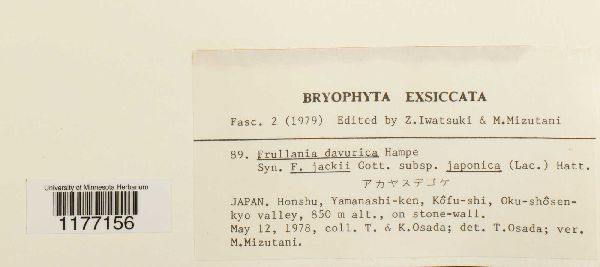 BRYOPHYTA EXSICCATA
Fasc. 2 (1979) Edited by Z.Iwatsuki & M.Mizutani
89. Frullania davurica Hampe
Syn. F. jackii Gott. subsp. japonica (Lac.) Hatt.
アカヤスデゴケ
JAPAN. Honshu, Yamanashi-ken, Kôfu-shi, Oku-shôsen-
kyo valley, 850 m alt., on stone-wall.
May 12, 1978, coll. T. & K.Osada; det. T.Osada; ver.
M.Mizutani.
University of Minnesota Herbarium
1177156